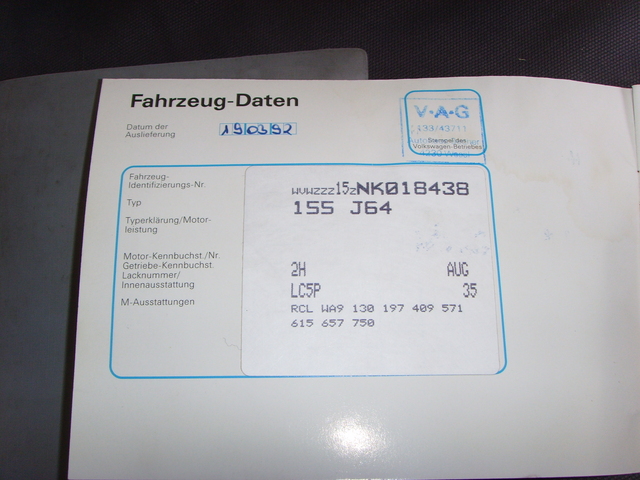 Fahrzeug-Daten
Datum der
Auslieferung
19 03 92
V·A·G
Stempel des
Volkswagen-Betriebes
Fahrzeug-
Identifizierungs-Nr.
WVWZZZ15ZNK018438
Typ
155 J64
Typerklärung/Motor-
leistung
Motor-Kennbuchst./Nr.
Getriebe-Kennbuchst.
2H AUG
Lacknummer/
Innenausstattung
LC5P 35
M-Ausstattungen
RCL WA9 130 197 409 571
615 657 750